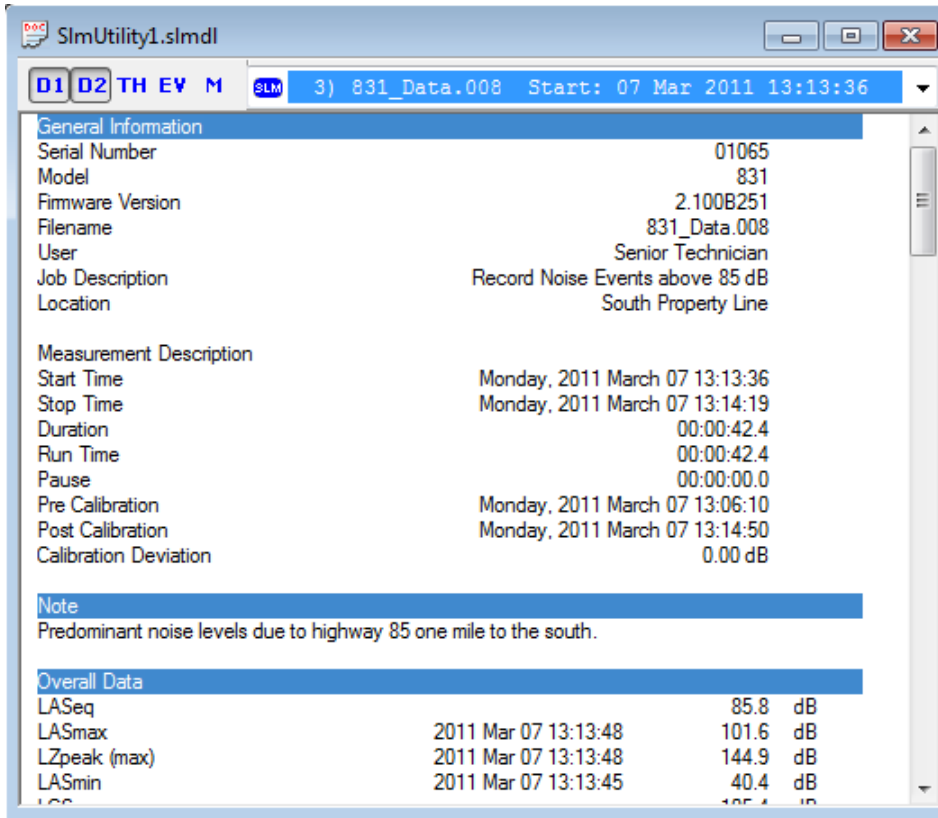 SlmUtility1.slmdl
D1 D2 TH EV M SLM 3) 831_Data.008 Start: 07 Mar 2011 13:13:36
General Information
Serial Number 01065
Model 831
Firmware Version 2.100B251
Filename 831_Data.008
User Senior Technician
Job Description Record Noise Events above 85 dB
Location South Property Line
Measurement Description
Start Time Monday, 2011 March 07 13:13:36
Stop Time Monday, 2011 March 07 13:14:19
Duration 00:00:42.4
Run Time 00:00:42.4
Pause 00:00:00.0
Pre Calibration Monday, 2011 March 07 13:06:10
Post Calibration Monday, 2011 March 07 13:14:50
Calibration Deviation 0.00 dB
Note
Predominant noise levels due to highway 85 one mile to the south.
Overall Data
LASeq 85.8 dB
LASmax 2011 Mar 07 13:13:48 101.6 dB
LZpeak (max) 2011 Mar 07 13:13:48 144.9 dB
LASmin 2011 Mar 07 13:13:45 40.4 dB